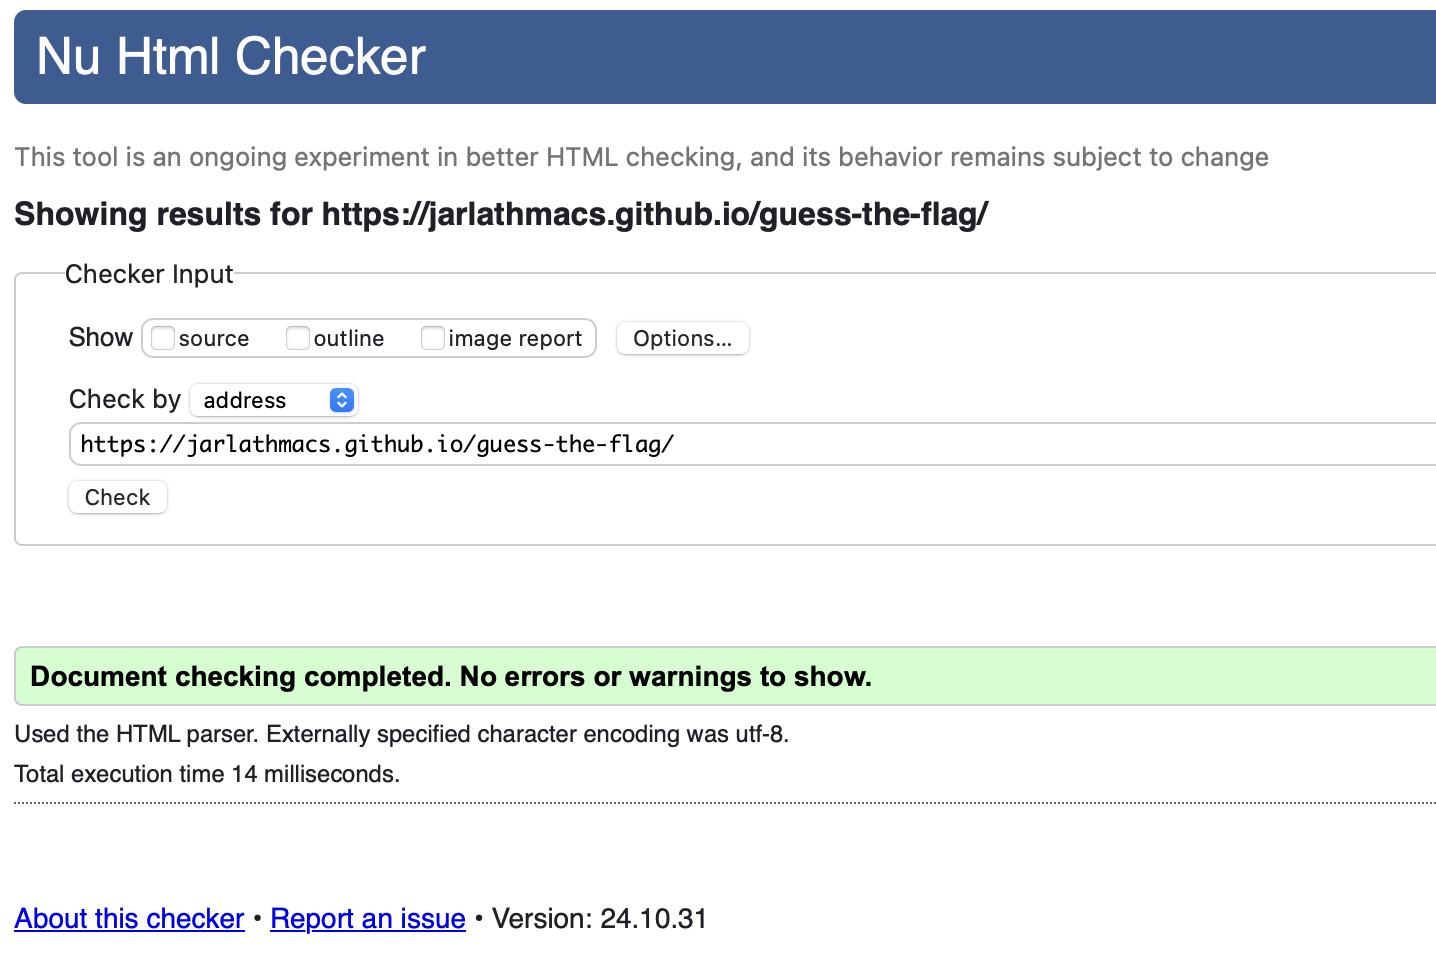 Nu Html Checker
This tool is an ongoing experiment in better HTML checking, and its behavior remains subject to change
Showing results for https://jarlathmacs.github.io/guess-the-flag/
Checker Input
Show source outline image report Options...
Check by address
https://jarlathmacs.github.io/guess-the-flag/
Check
Document checking completed. No errors or warnings to show.
Used the HTML parser. Externally specified character encoding was utf-8.
Total execution time 14 milliseconds.
About this checker • Report an issue • Version: 24.10.31